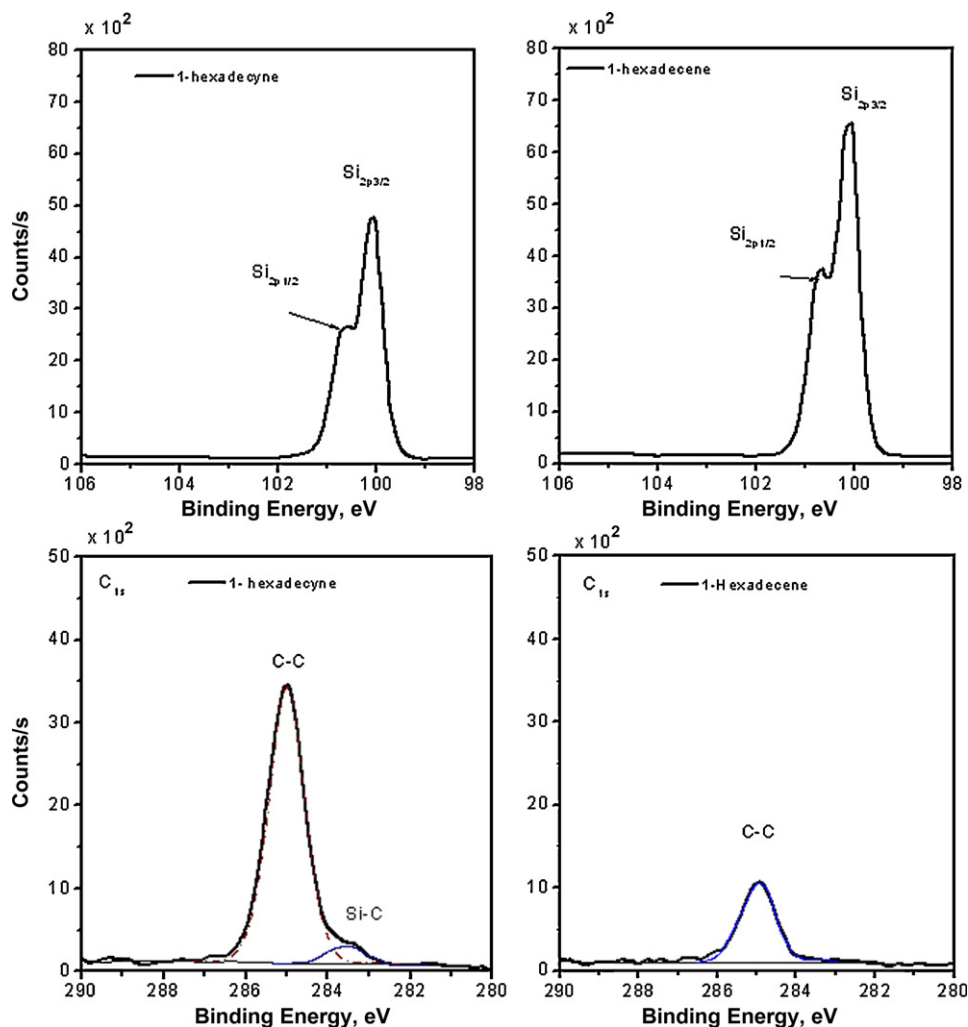 x 10²
80
1-hexadecyne
70
60
Si2p3/2
50
40
Si2p1/2
30
20
10
0
106 104 102 100 98
Counts/s
Binding Energy, eV
x 10²
80
1-hexadecene
Si2p3/2
70
60
50
Si2p1/2
40
30
20
10
0
106 104 102 100 98
Binding Energy, eV
x 10²
50
C1s
1- hexadecyne
40
C-C
30
20
10
Si-C
0
290 288 286 284 282 280
Counts/s
Binding Energy, eV
x 10²
50
C1s
1-Hexadecene
40
30
20
C-C
10
0
290 288 286 284 282 280
Binding Energy, eV